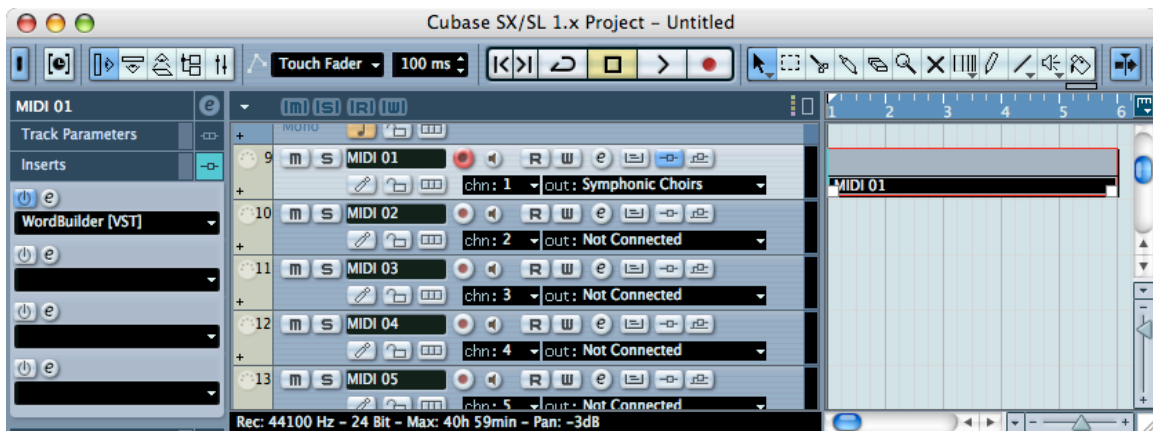 Cubase SX/SL 1.x Project – Untitled
Touch Fader 100 ms
MIDI 01
Track Parameters
Inserts
WordBuilder [VST]
m S R W
1 2 3 4 5 6
Mono
9 m S MIDI 01 R W e
chn: 1 out: Symphonic Choirs
10 m S MIDI 02 R W e
chn: 2 out: Not Connected
11 m S MIDI 03 R W e
chn: 3 out: Not Connected
12 m S MIDI 04 R W e
chn: 4 out: Not Connected
13 m S MIDI 05 R W e
chn: 5 out: Not Connected
Rec: 44100 Hz – 24 Bit – Max: 40h 59min – Pan: -3dB
MIDI 01